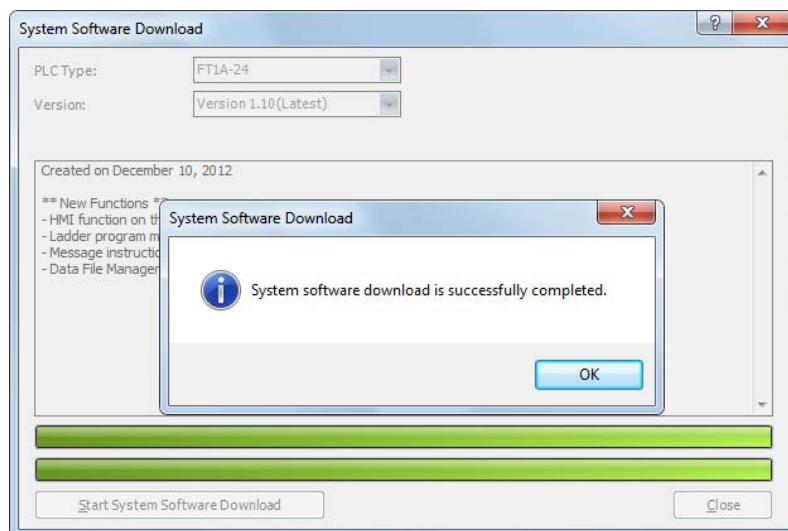 System Software Download
PLC Type:
FT1A-24
Version:
Version 1.10(Latest)
Created on December 10, 2012
** New Functions **
- HMI function on th
- Ladder program m
- Message instructio
- Data File Manager
System Software Download
System software download is successfully completed.
OK
Start System Software Download
Close